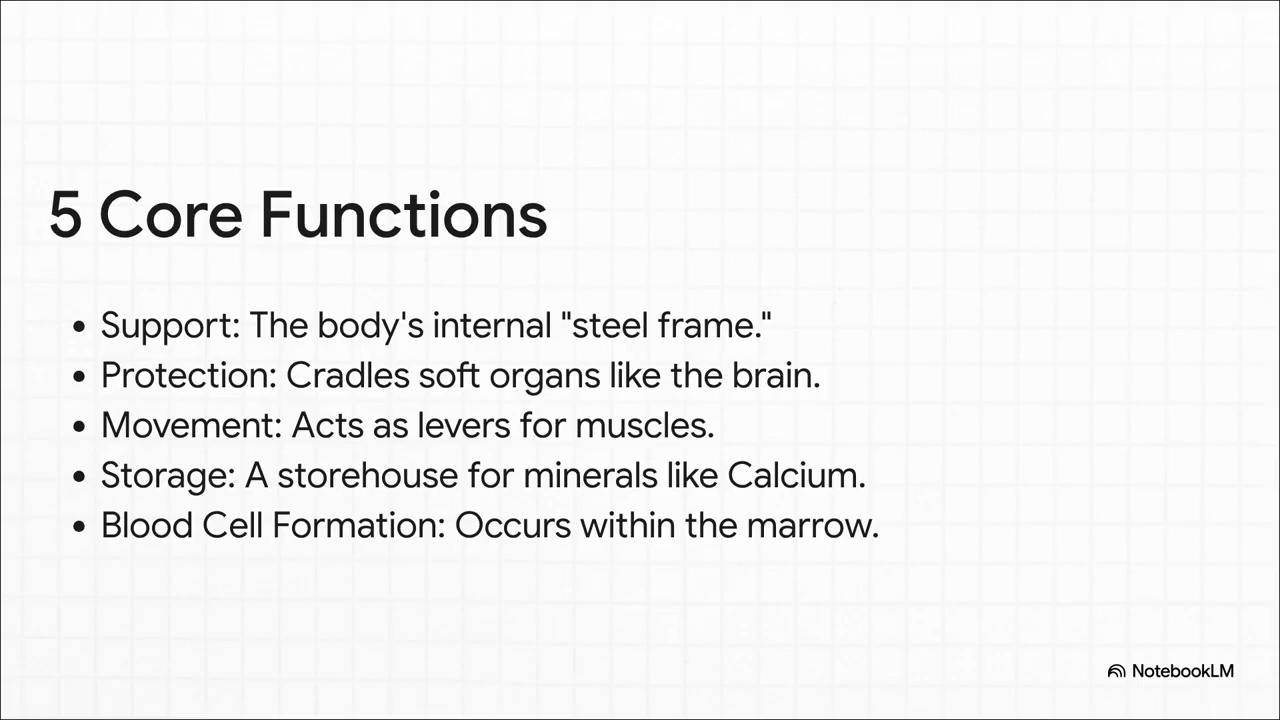 5 Core Functions
• Support: The body's internal "steel frame."
• Protection: Cradles soft organs like the brain.
• Movement: Acts as levers for muscles.
• Storage: A storehouse for minerals like Calcium.
• Blood Cell Formation: Occurs within the marrow.
NotebookLM